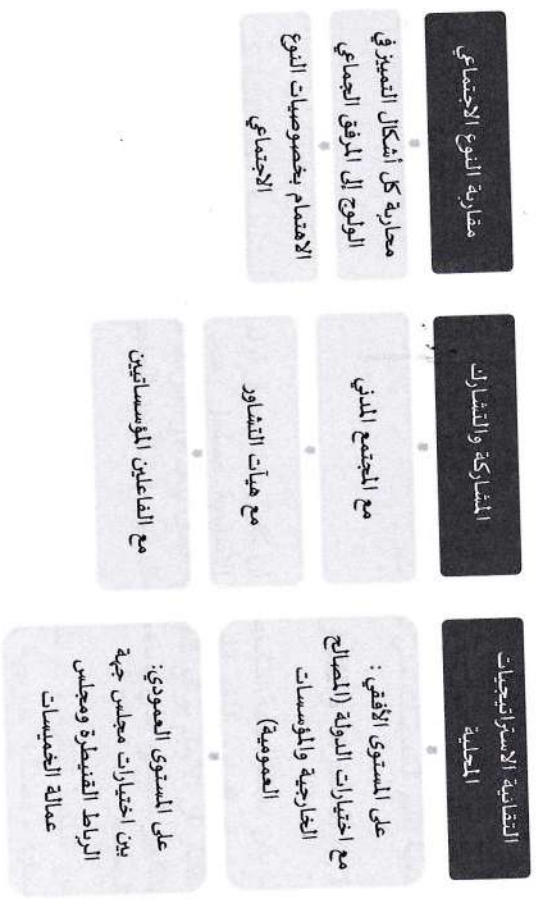 مقاربة النوع الاجتماعي
محاربة كل أشكال التمييز في
الولوج إلى المرفق الجماعي
الاهتمام بخصوصيات النوع
الاجتماعي
المشاركة والتشارك
مع المجتمع المدني
مع هيآت التشاور
مع الفاعلين المؤسساتيين
التقائية الاستراتيجيات
المحلية
على المستوى الأفقي :
مع اختيارات الدولة (المصالح
الخارجية والمؤسسات
العمومية)
على المستوى العمودي:
بين اختيارات مجلس جهة
الرباط القنيطرة ومجلس
عمالة الخميسات